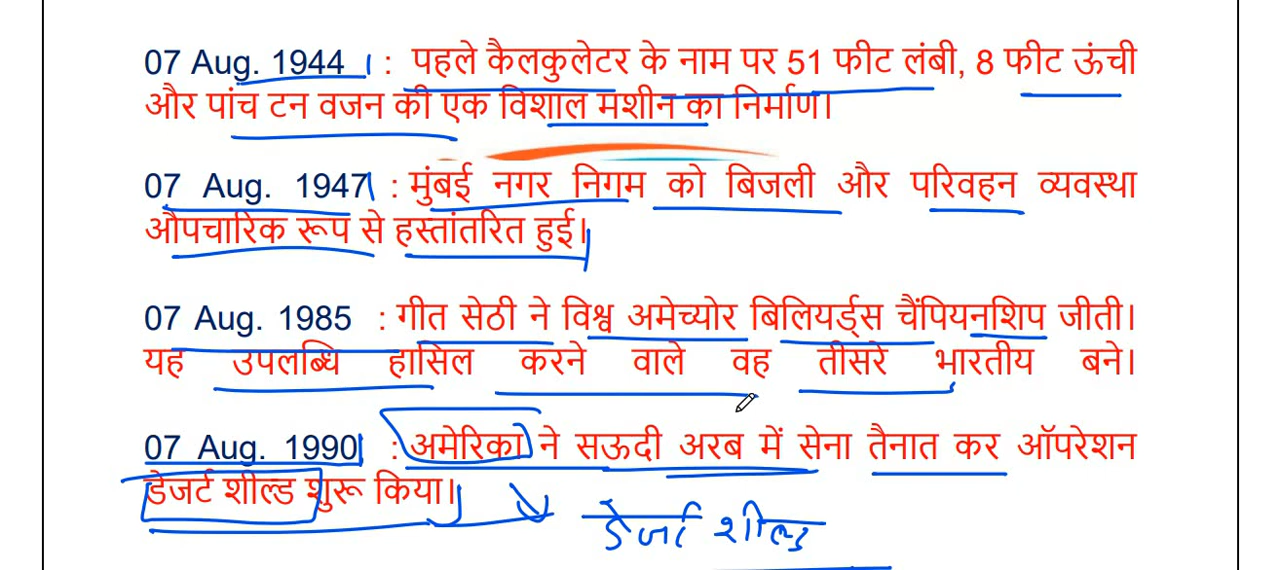 07 Aug. 1944 : पहले कैलकुलेटर के नाम पर 51 फीट लंबी, 8 फीट ऊंची
और पांच टन वजन की एक विशाल मशीन का निर्माण।
07 Aug. 1947 : मुंबई नगर निगम को बिजली और परिवहन व्यवस्था
औपचारिक रूप से हस्तांतरित हुई।
07 Aug. 1985 : गीत सेठी ने विश्व अमेच्योर बिलियर्ड्स चैंपियनशिप जीती।
यह उपलब्धि हासिल करने वाले वह तीसरे भारतीय बने।
07 Aug. 1990 : अमेरिका ने सऊदी अरब में सेना तैनात कर ऑपरेशन
डेजर्ट शील्ड शुरू किया।
डेजर्ट शील्ड